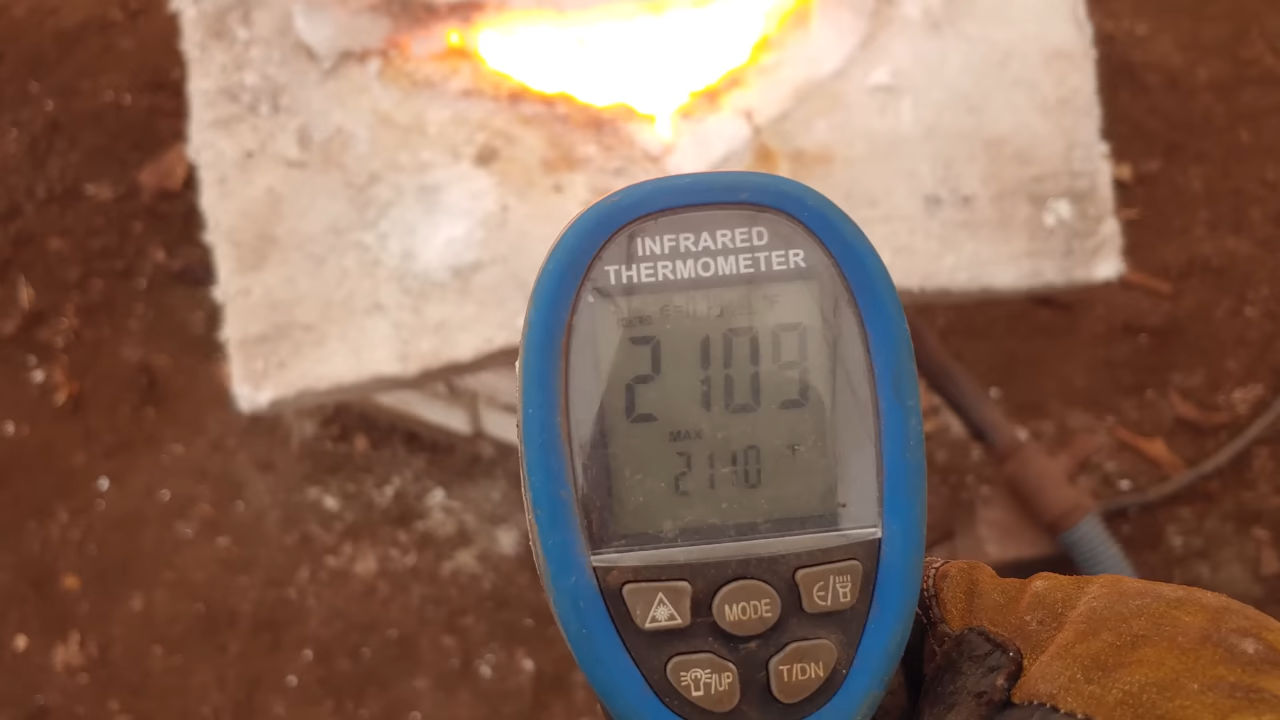 INFRARED
THERMOMETER
°F
2109
MAX
2110
MODE
€/
/UP
T/DN